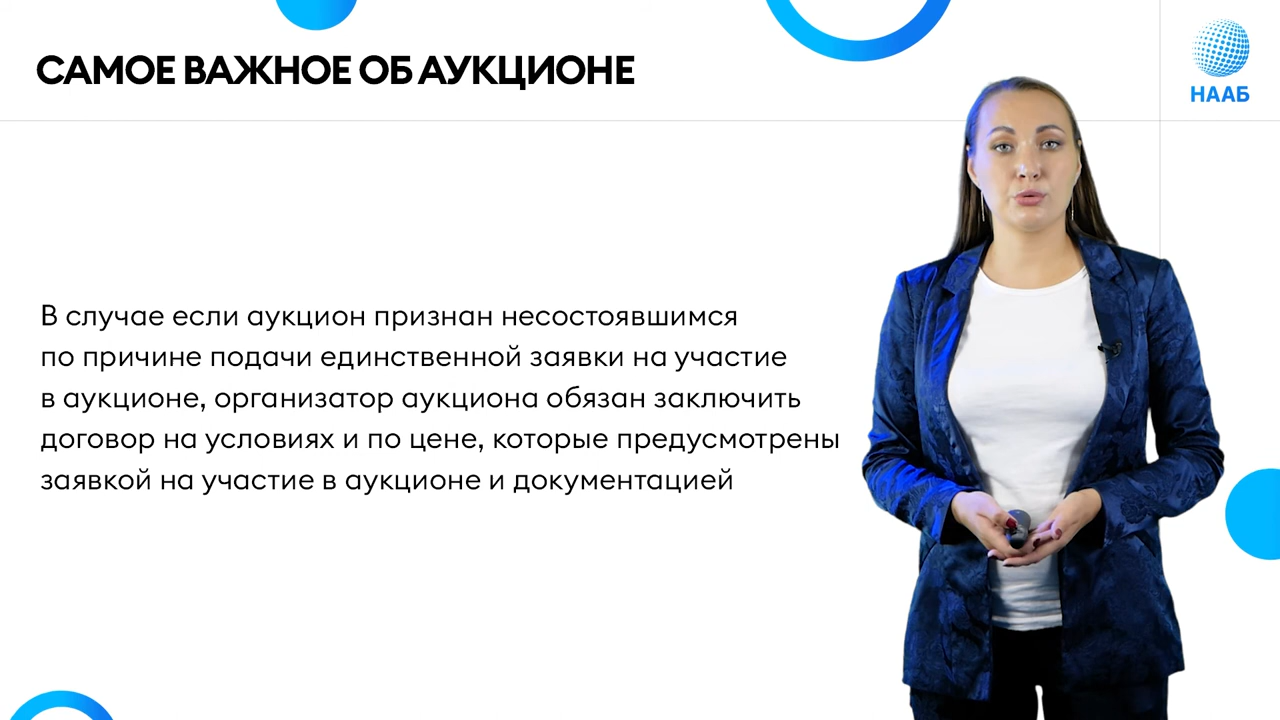 САМОЕ ВАЖНОЕ ОБ АУКЦИОНЕ
НААБ
В случае если аукцион признан несостоявшимся
по причине подачи единственной заявки на участие
в аукционе, организатор аукциона обязан заключить
договор на условиях и по цене, которые предусмотрены
заявкой на участие в аукционе и документацией